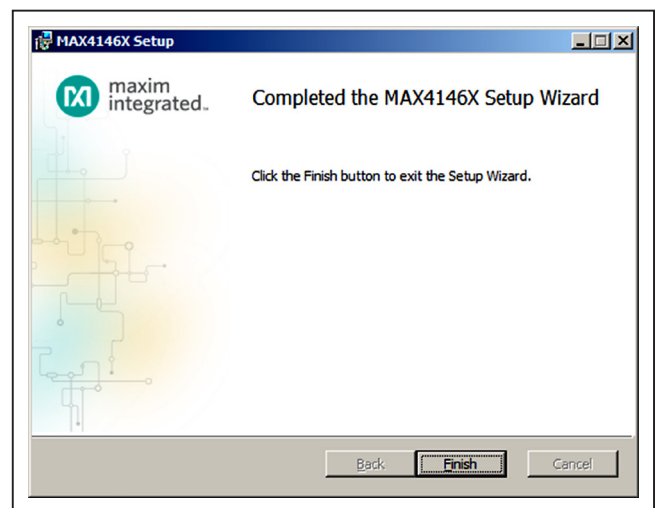 MAX4146X Setup
maxim
integrated™
Completed the MAX4146X Setup Wizard
Click the Finish button to exit the Setup Wizard.
Back
Finish
Cancel